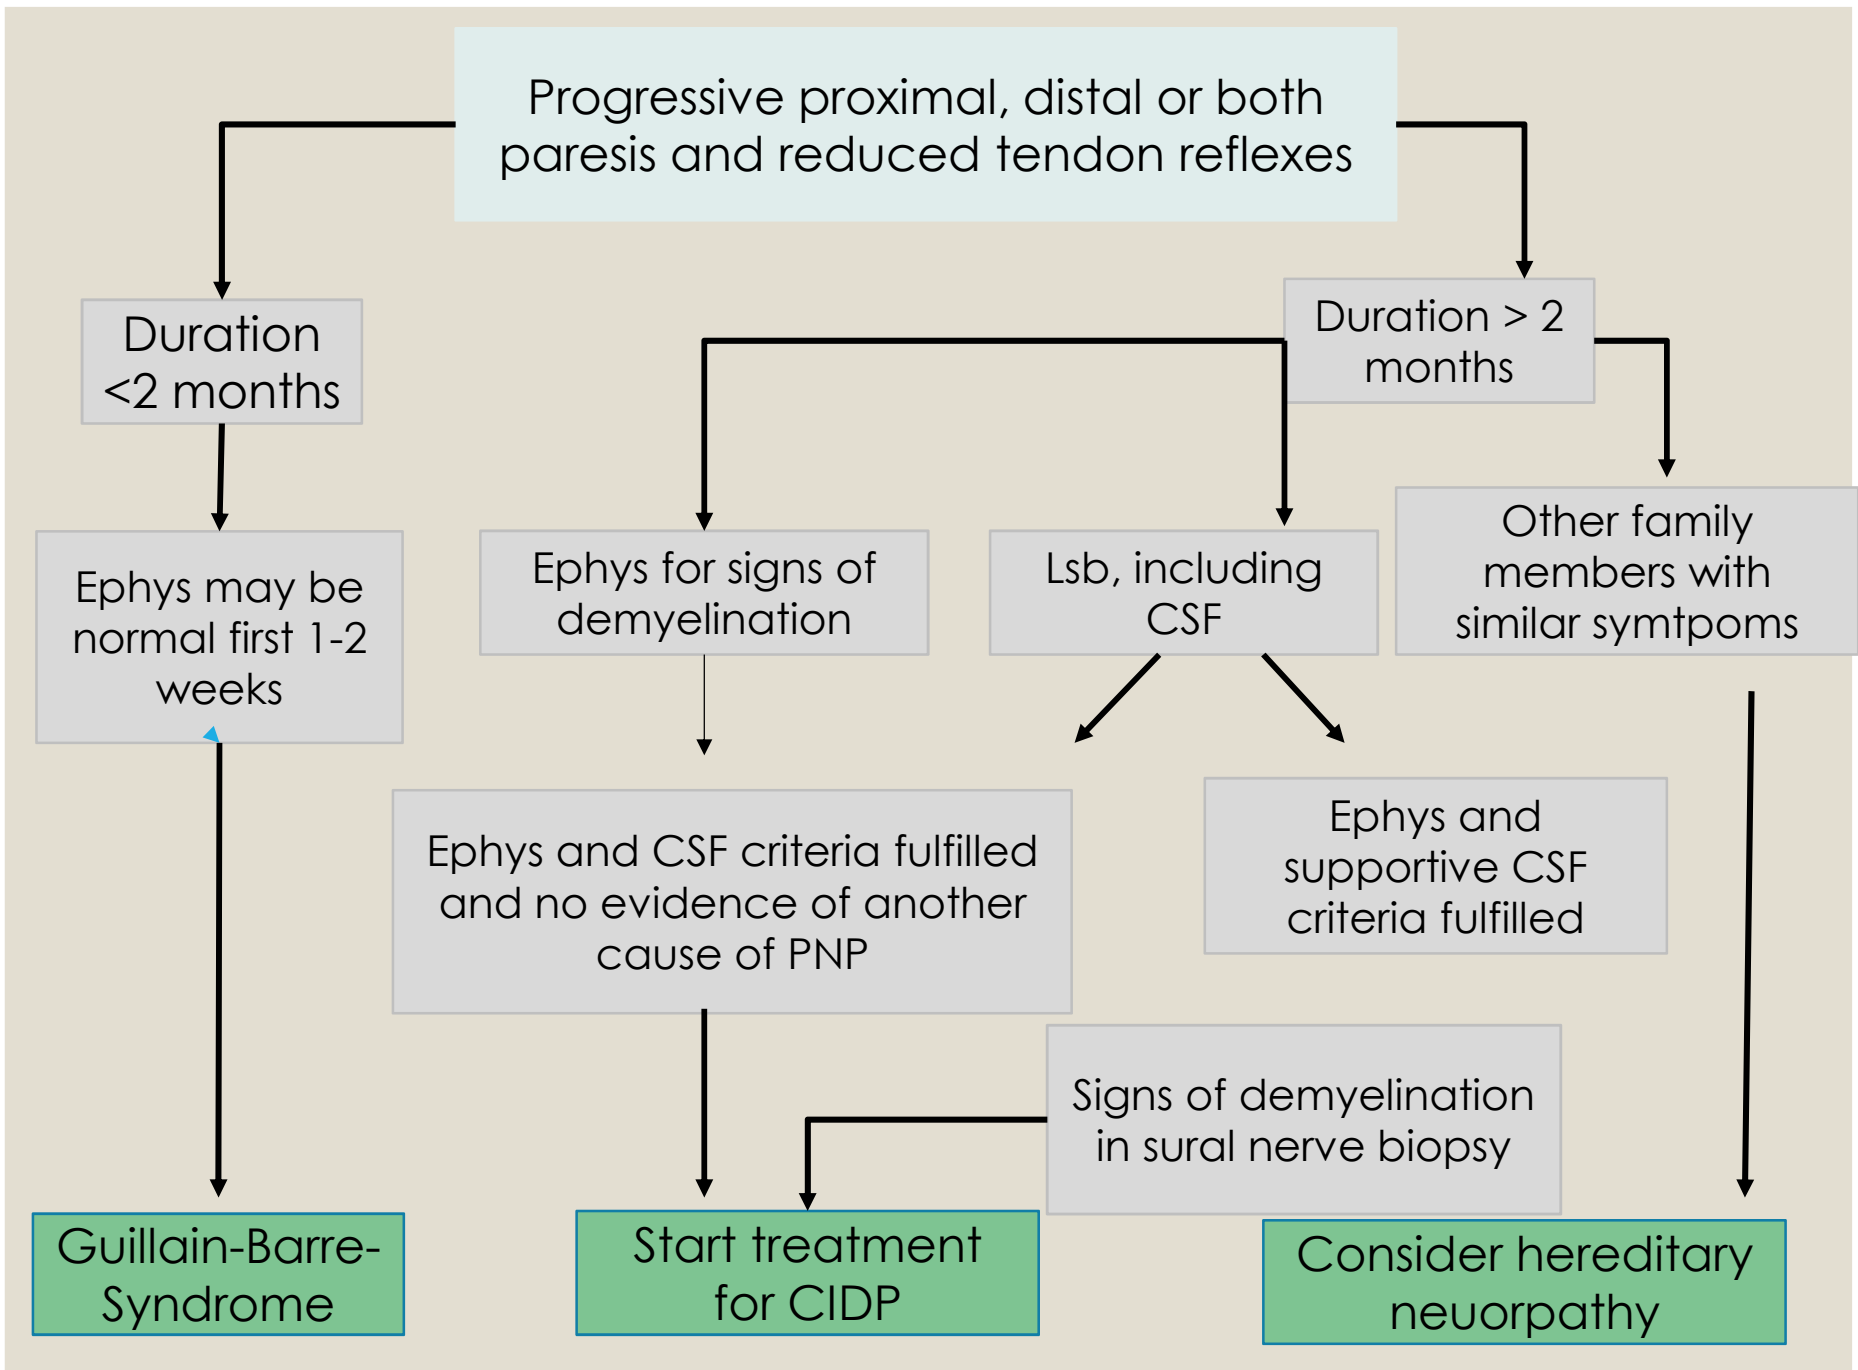 Progressive proximal, distal or both
paresis and reduced tendon reflexes
Duration
<2 months
Duration > 2
months
Ephys may be
normal first 1-2
weeks
Ephys for signs of
demyelination
Lsb, including
CSF
Other family
members with
similar symtpoms
Ephys and CSF criteria fulfilled
and no evidence of another
cause of PNP
Ephys and
supportive CSF
criteria fulfilled
Signs of demyelination
in sural nerve biopsy
Guillain-Barre-
Syndrome
Start treatment
for CIDP
Consider hereditary
neuorpathy